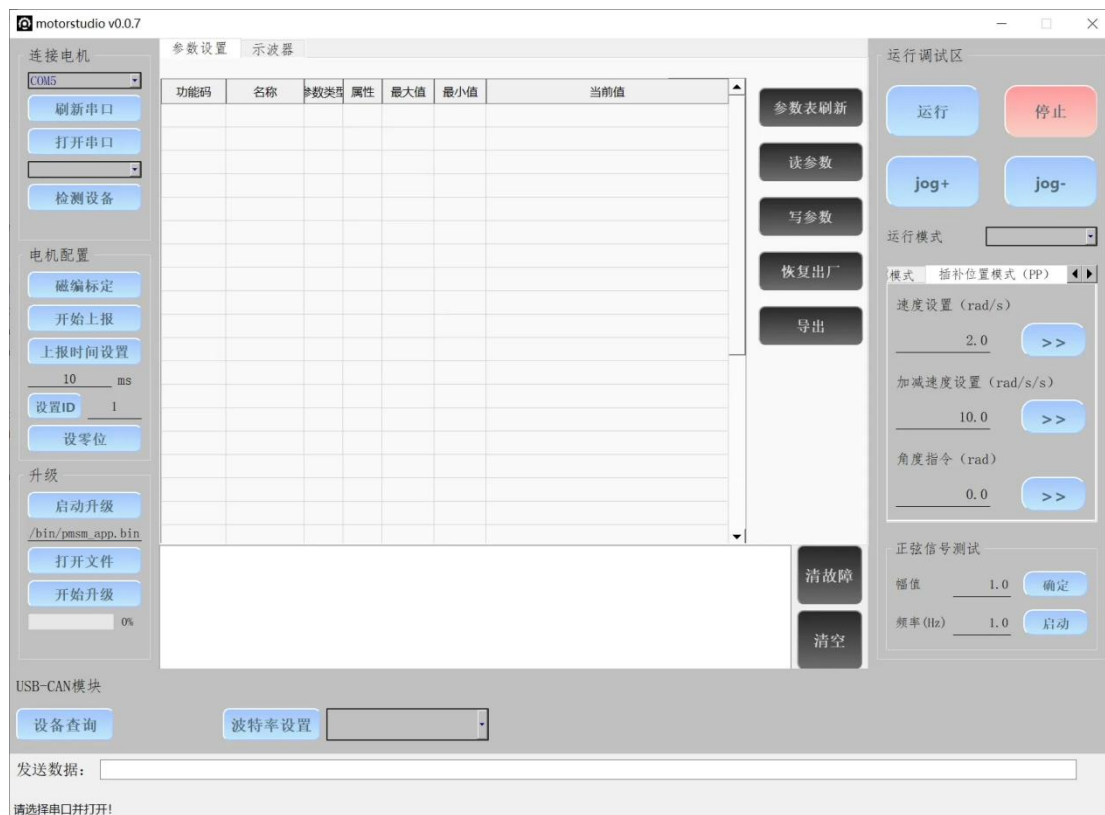 motorstudio v0.0.7
连接电机
COM5
刷新串口
打开串口
检测设备
电机配置
磁编标定
开始上报
上报时间设置
10 ms
设置ID 1
设零位
升级
启动升级
/bin/pmsm_app.bin
打开文件
开始升级
0%
参数设置 示波器
功能码 名称 参数类型 属性 最大值 最小值 当前值
参数表刷新
读参数
写参数
恢复出厂
导出
清故障
清空
运行调试区
运行 停止
jog+ jog-
运行模式
模式 插补位置模式（PP）
速度设置（rad/s）
2.0 >>
加减速度设置（rad/s/s）
10.0 >>
角度指令（rad）
0.0 >>
正弦信号测试
幅值 1.0 确定
频率(Hz) 1.0 启动
USB-CAN模块
设备查询 波特率设置
发送数据：
请选择串口并打开！